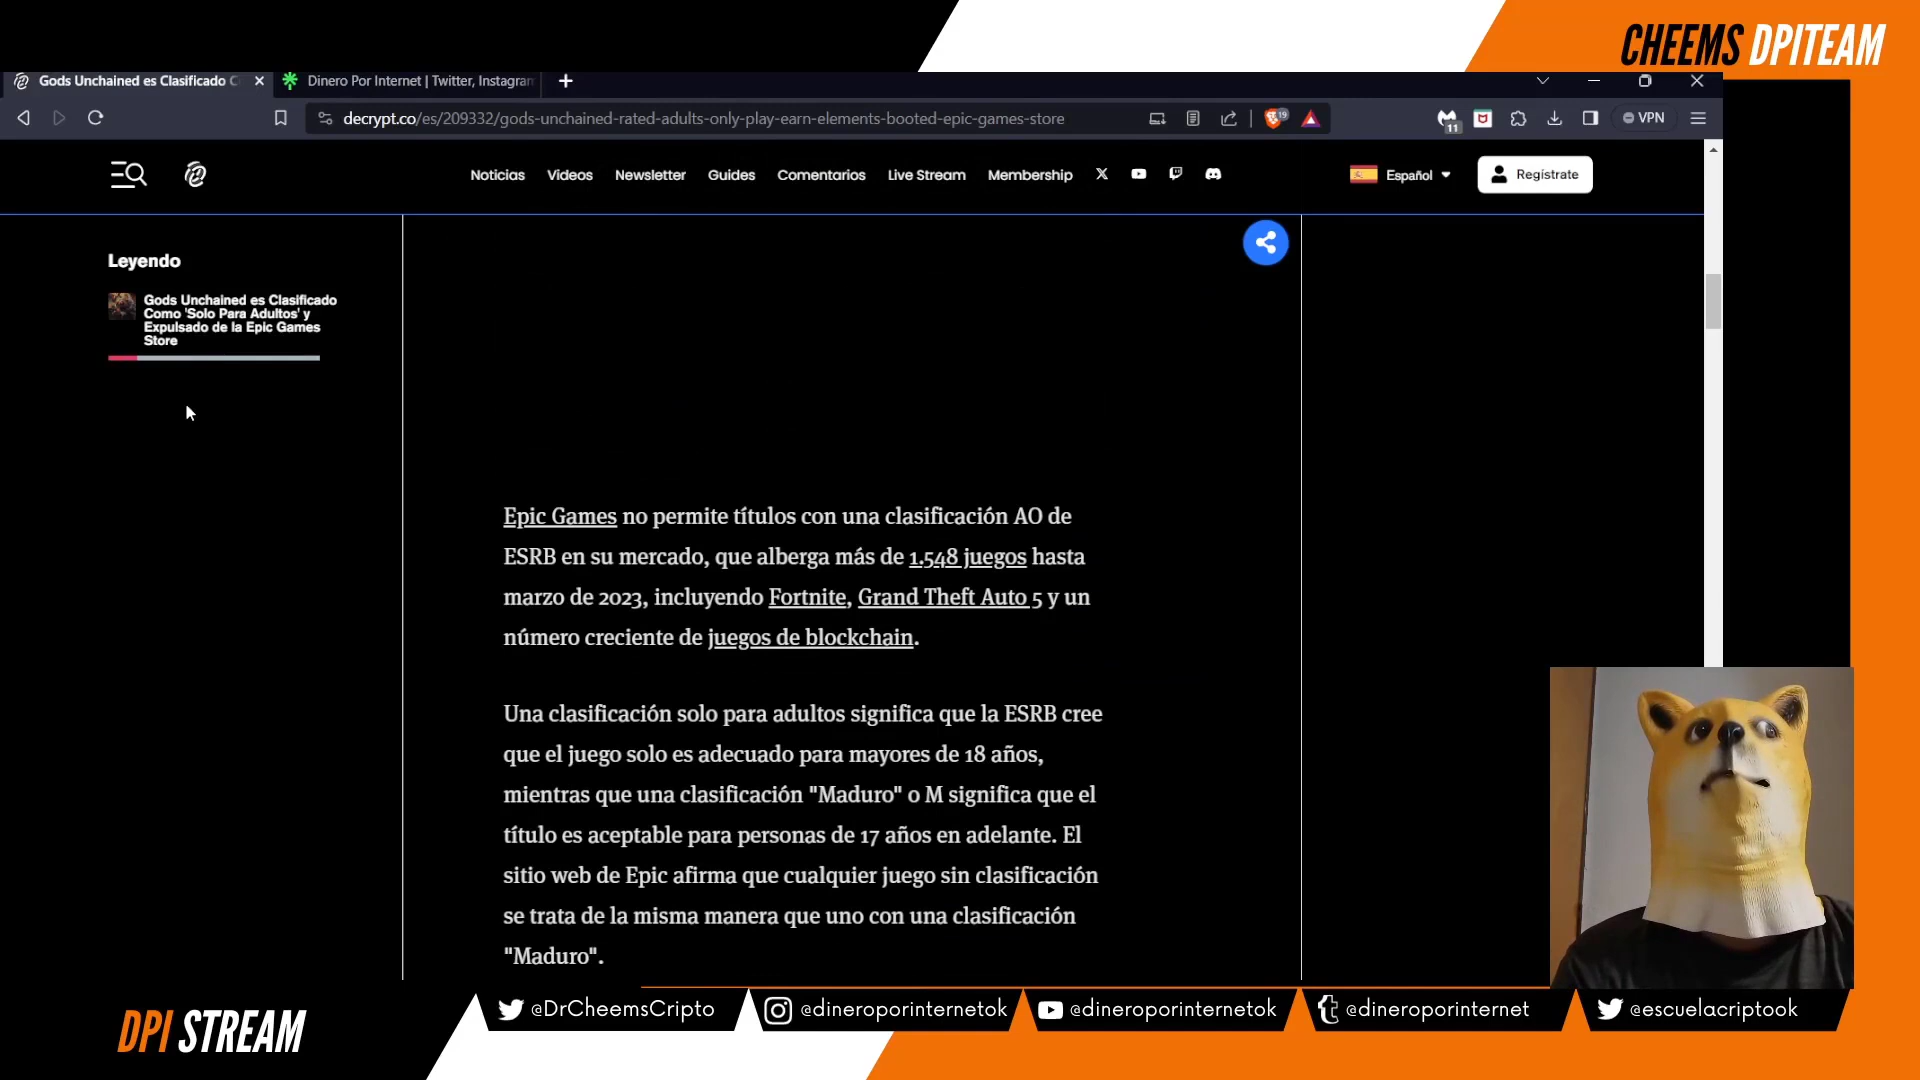 CHEEMS DPITEAM
Gods Unchained es Clasificado C
Dinero Por Internet | Twitter, Instagram
decrypt.co/es/209332/gods-unchained-rated-adults-only-play-earn-elements-booted-epic-games-store
19
11
VPN
Noticias Videos Newsletter Guides Comentarios Live Stream Membership
Español
Regístrate
Leyendo
Gods Unchained es Clasificado
Como 'Solo Para Adultos' y
Expulsado de la Epic Games
Store
Epic Games no permite títulos con una clasificación AO de
ESRB en su mercado, que alberga más de 1.548 juegos hasta
marzo de 2023, incluyendo Fortnite, Grand Theft Auto 5 y un
número creciente de juegos de blockchain.
Una clasificación solo para adultos significa que la ESRB cree
que el juego solo es adecuado para mayores de 18 años,
mientras que una clasificación "Maduro" o M significa que el
título es aceptable para personas de 17 años en adelante. El
sitio web de Epic afirma que cualquier juego sin clasificación
se trata de la misma manera que uno con una clasificación
"Maduro".
DPI STREAM
@DrCheemsCripto
@dineroporinternetok
@dineroporinternetok
@dineroporinternet
@escuelacriptook